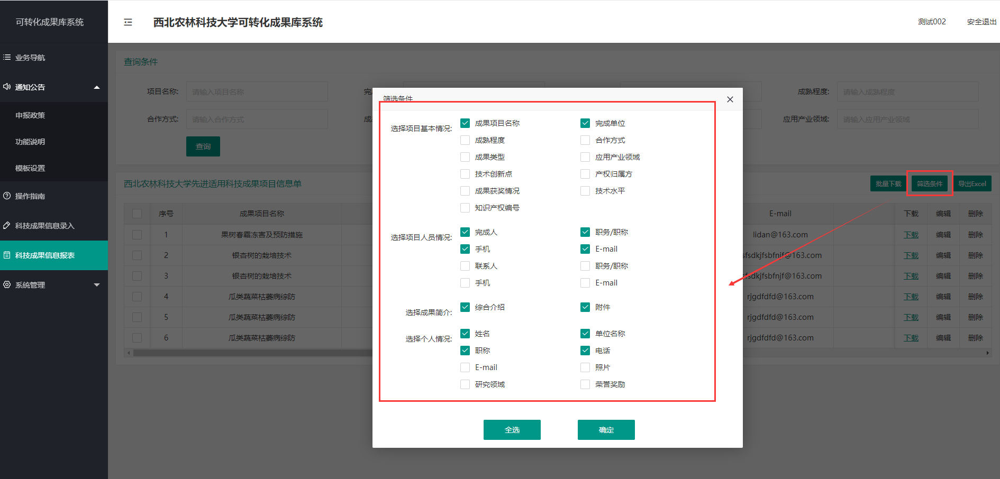 可转化成果库系统
西北农林科技大学可转化成果库系统
测试002
安全退出
业务导航
通知公告
申报政策
功能说明
模板设置
操作指南
科技成果信息录入
科技成果信息报表
系统管理
查询条件
项目名称:
请输入项目名称
成熟程度:
请输入成熟程度
合作方式:
请输入合作方式
应用产业领域:
请输入应用产业领域
查询
西北农林科技大学先进适用科技成果项目信息单
批量下载
筛选条件
导出Excel
序号 成果项目名称 E-mail 下载 编辑 删除
1 果树春霜冻害及预防措施 lidan@163.com 下载 编辑 删除
2 银杏树的栽培技术 sfsdkjfsbfnjf@163.com 下载 编辑 删除
3 银杏树的栽培技术 sfsdkjfsbfnjf@163.com 下载 编辑 删除
4 瓜类蔬菜枯萎病综防 rjgdfdfd@163.com 下载 编辑 删除
5 瓜类蔬菜枯萎病综防 rjgdfdfd@163.com 下载 编辑 删除
6 瓜类蔬菜枯萎病综防 rjgdfdfd@163.com 下载 编辑 删除
筛选条件
选择项目基本情况:
成果项目名称 完成单位
成熟程度 合作方式
成果类型 应用产业领域
技术创新点 产权归属方
成果获奖情况 技术水平
知识产权编号
选择项目人员情况:
完成人 职务/职称
手机 E-mail
联系人 职务/职称
手机 E-mail
选择成果简介:
综合介绍 附件
选择个人情况:
姓名 单位名称
职称 电话
E-mail 照片
研究领域 荣誉奖励
全选
确定